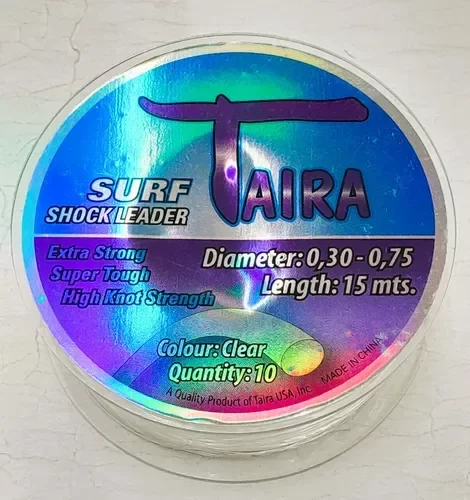 TAIRA
SURF
SHOCK LEADER
Extra Strong
Super Tough
High Knot Strength
Diameter: 0,30 - 0,75
Length: 15 mts.
Colour: Clear
Quantity: 10
A Quality Product of Taira USA, Inc.
MADE IN CHINA